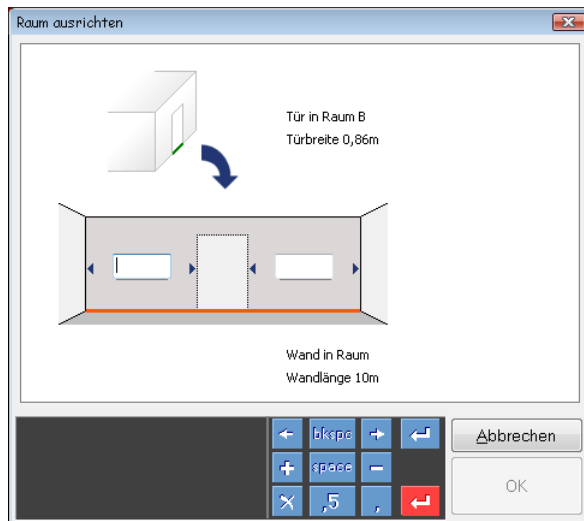 Raum ausrichten
Tür in Raum B
Türbreite 0,86m
Wand in Raum
Wandlänge 10m
bkspc
space
,5 ,
Abbrechen
OK